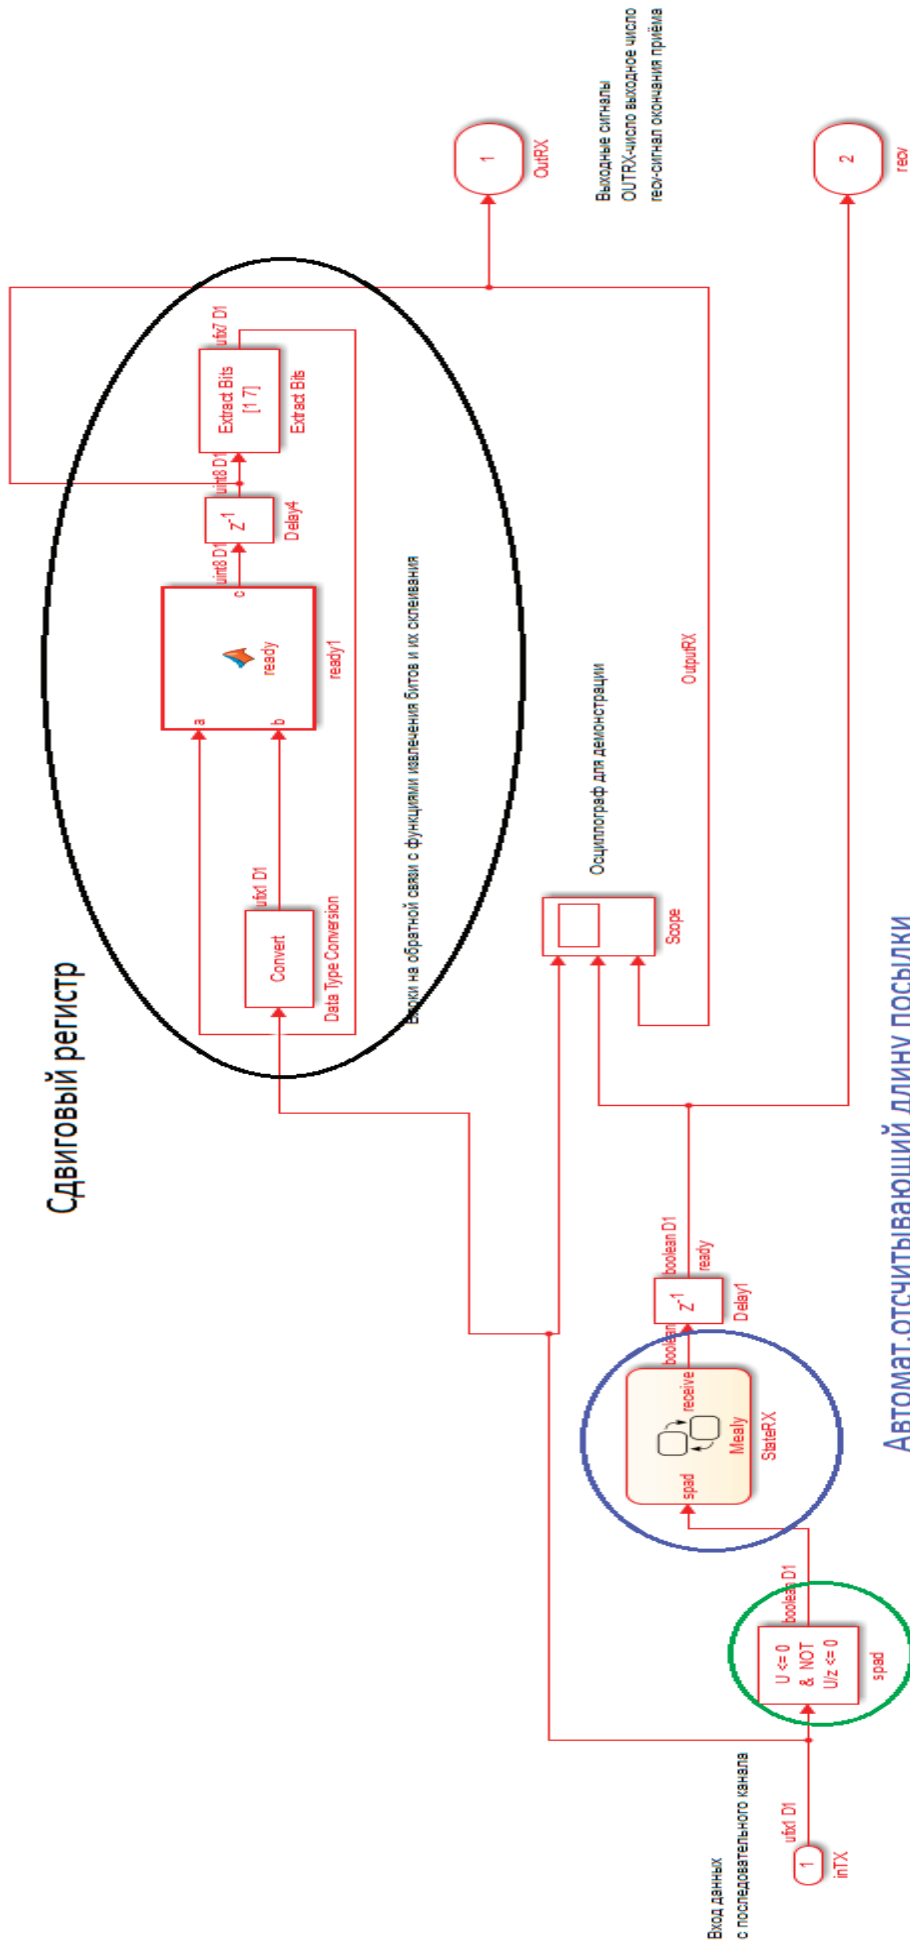 Сдвиговый регистр
Convert
Data Type Conversion
ufix1 D1
a
b
c
ready
ready1
uint8 D1
Z-1
Delay4
uint8 D1
Extract Bits
[1 7]
Extract Bits
ufix7 D1
Блоки на обратной связи с функциями извлечения битов и их склеивания
1
OutRX
Выходные сигналы
OUTRX-число выходное число
recv-сигнал окончания приёма
2
recv
Scope
Осциллограф для демонстрации
OutputRX
Вход данных
с последовательного канала
1
inTX
ufix1 D1
U <= 0
& NOT
U/z <= 0
spad
boolean D1
spad
receive
Mealy
StateRX
boolean
Z-1
Delay1
boolean D1
ready
Автомат,отсчитывающий длину посылки